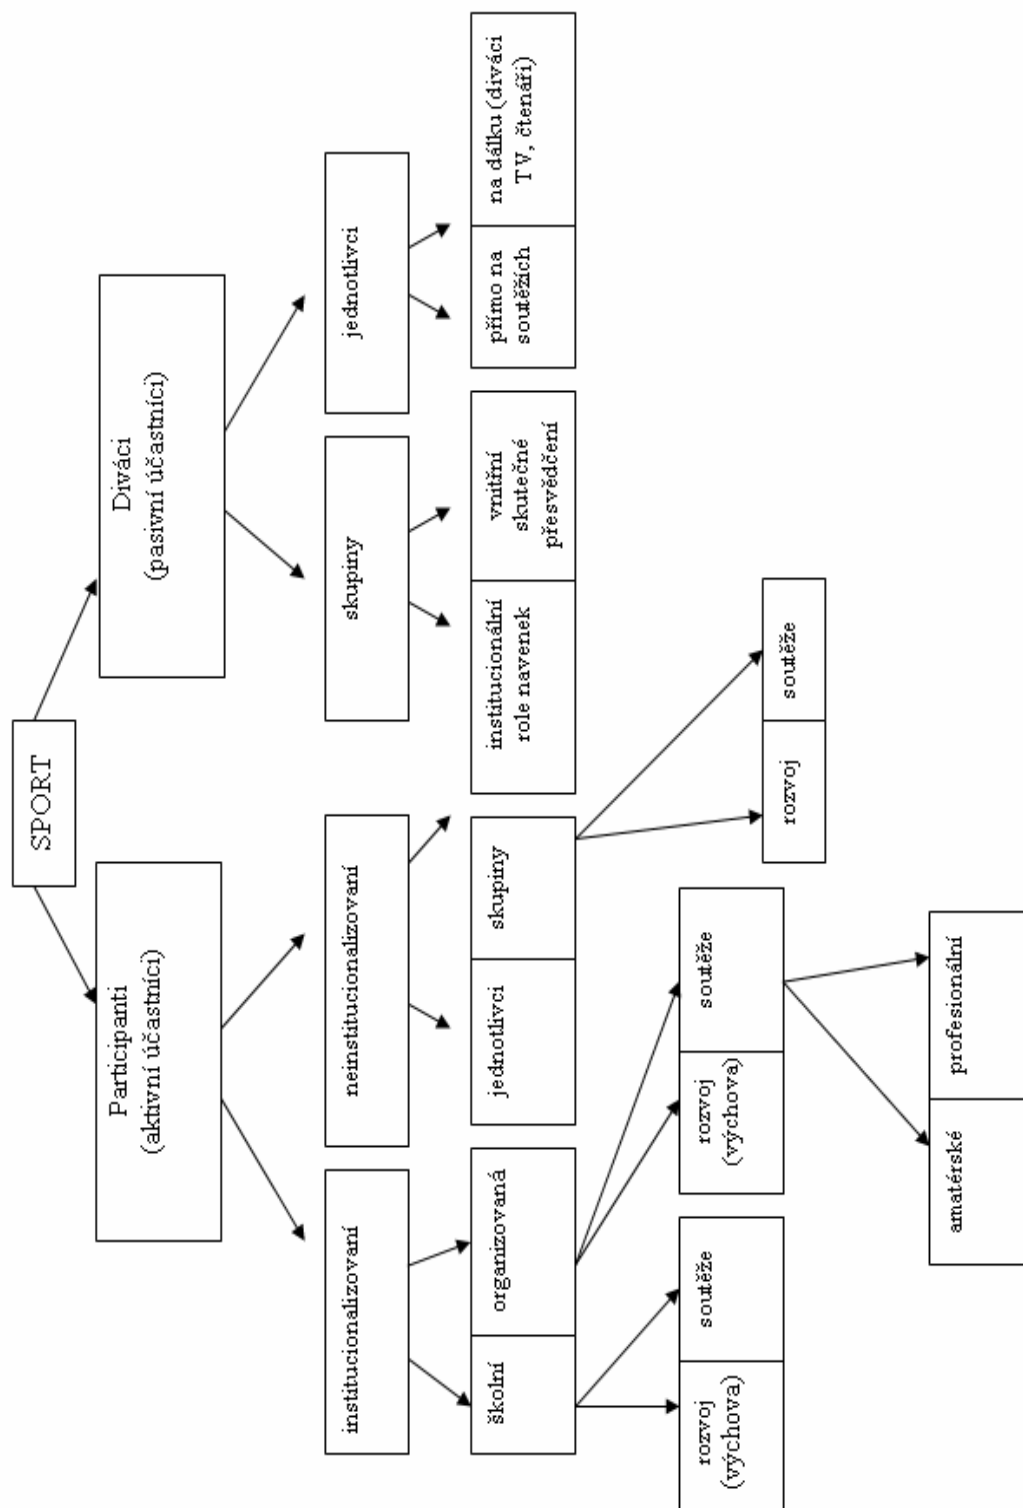 SPORT
Participanti
(aktivní účastníci)
Diváci
(pasivní účastníci)
institucionalizovaní
neinstitucionalizovaní
skupiny
jednotlivci
školní
organizovaná
jednotlivci
skupiny
institucionální
role navenek
vnitřní
skutečné
přesvědčení
přímo na
soutěžích
na dálku (diváci
TV, čtenáři)
rozvoj
(výchova)
soutěže
rozvoj
(výchova)
soutěže
rozvoj
soutěže
amatérské
profesionální